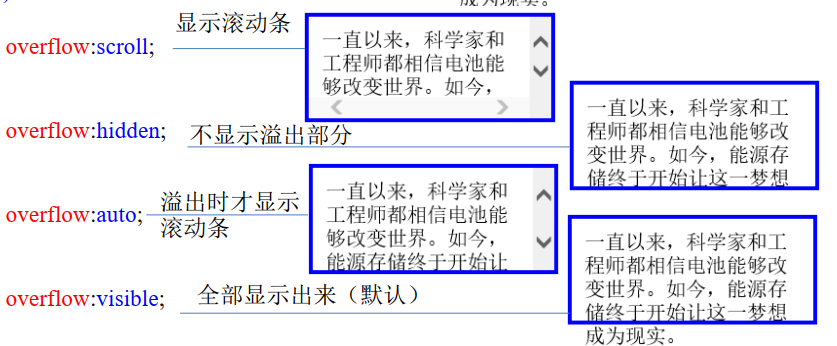 成为现实。
overflow:scroll;
显示滚动条
一直以来，科学家和
工程师都相信电池能
够改变世界。如今，
overflow:hidden;
不显示溢出部分
一直以来，科学家和工
程师都相信电池能够改
变世界。如今，能源存
储终于开始让这一梦想
overflow:auto;
溢出时才显示
滚动条
一直以来，科学家和
工程师都相信电池能
够改变世界。如今，
能源存储终于开始让
overflow:visible;
全部显示出来（默认）
一直以来，科学家和工
程师都相信电池能够改
变世界。如今，能源存
储终于开始让这一梦想
成为现实。